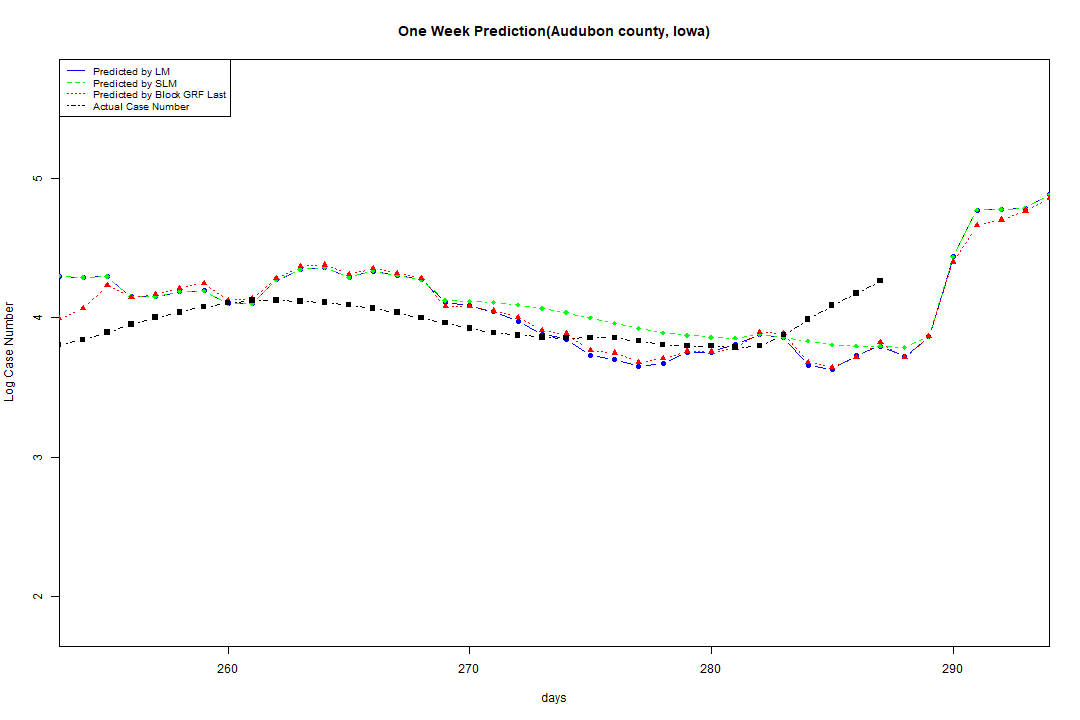 One Week Prediction(Audubon county, Iowa)
Predicted by LM
Predicted by SLM
Predicted by Block GRF Last
Actual Case Number
Log Case Number
5
4
3
2
260
270
280
290
days